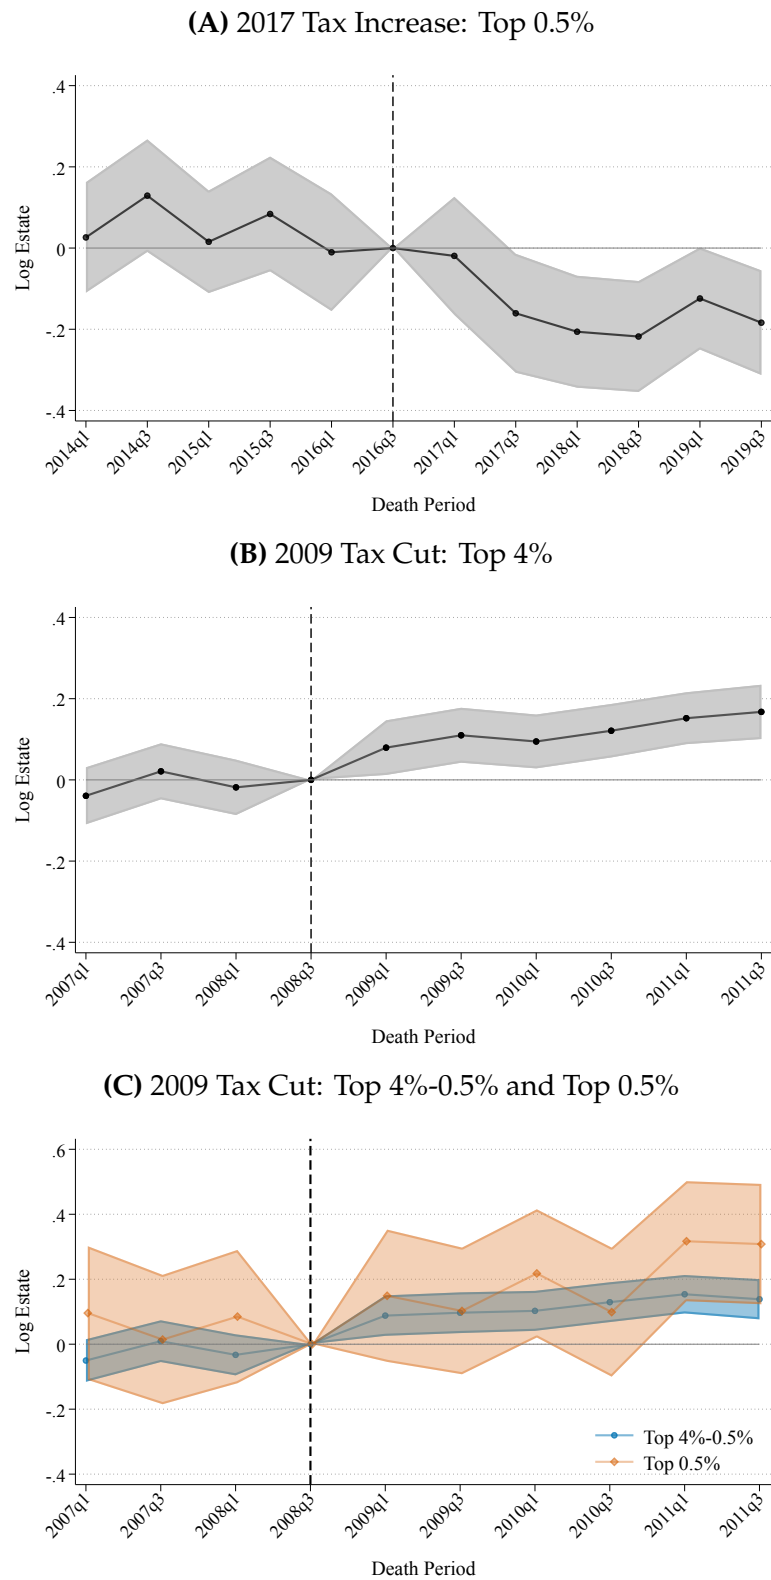 (A) 2017 Tax Increase: Top 0.5%
.4
.2
0
-.2
-.4
Log Estate
2014q1
2014q3
2015q1
2015q3
2016q1
2016q3
2017q1
2017q3
2018q1
2018q3
2019q1
2019q3
Death Period
(B) 2009 Tax Cut: Top 4%
.4
.2
0
-.2
-.4
Log Estate
2007q1
2007q3
2008q1
2008q3
2009q1
2009q3
2010q1
2010q3
2011q1
2011q3
Death Period
(C) 2009 Tax Cut: Top 4%-0.5% and Top 0.5%
.6
.4
.2
0
-.2
-.4
Log Estate
Top 4%-0.5%
Top 0.5%
2007q1
2007q3
2008q1
2008q3
2009q1
2009q3
2010q1
2010q3
2011q1
2011q3
Death Period